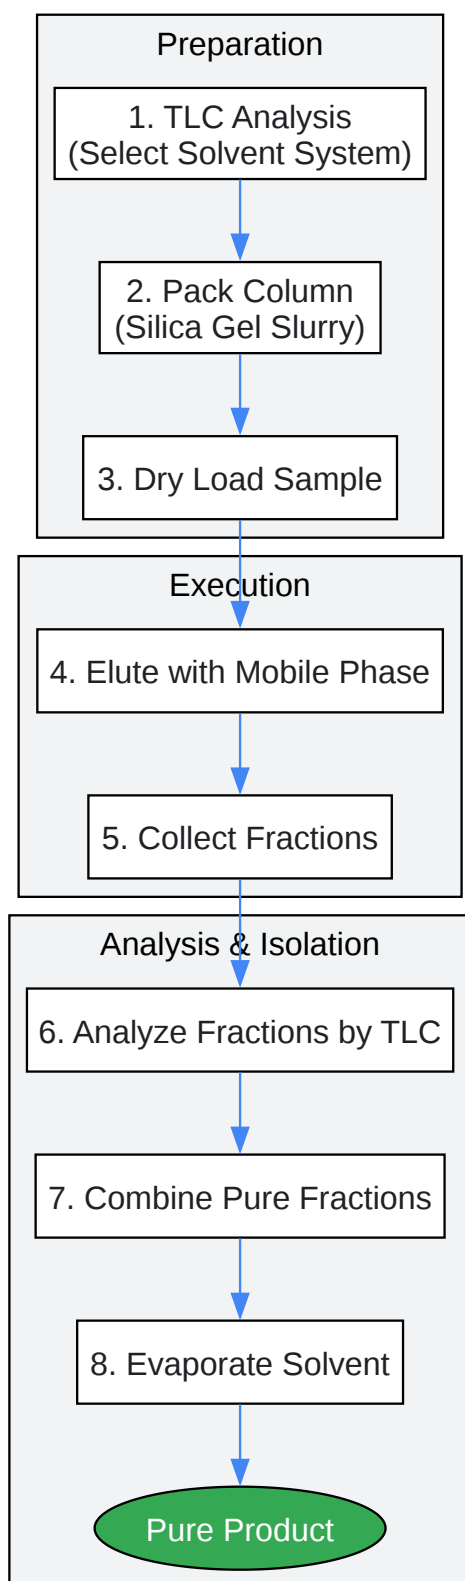 Preparation
1. TLC Analysis
(Select Solvent System)
2. Pack Column
(Silica Gel Slurry)
3. Dry Load Sample
Execution
4. Elute with Mobile Phase
5. Collect Fractions
Analysis & Isolation
6. Analyze Fractions by TLC
7. Combine Pure Fractions
8. Evaporate Solvent
Pure Product